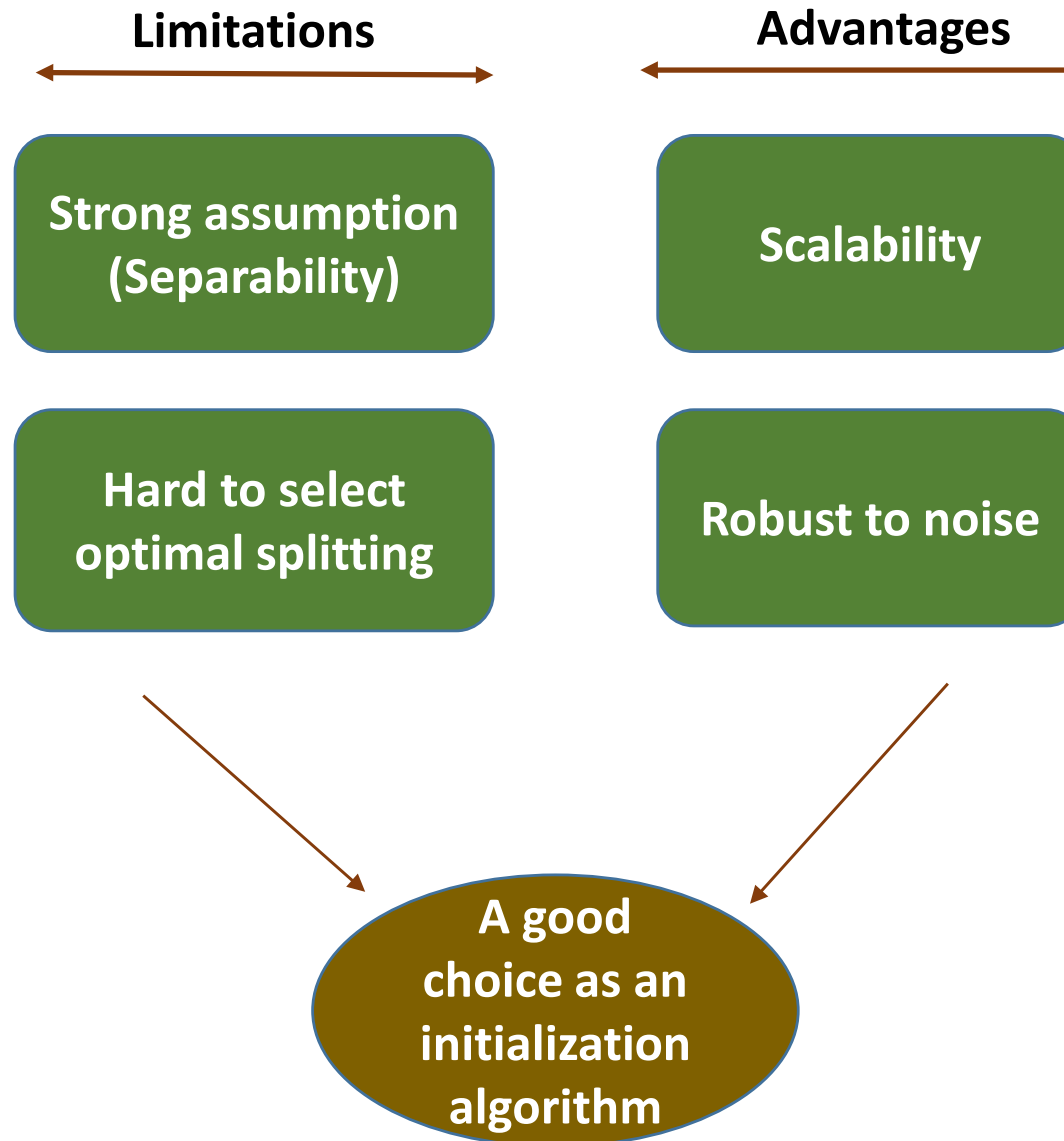 Limitations
Advantages
Strong assumption
(Separability)
Scalability
Hard to select
optimal splitting
Robust to noise
A good
choice as an
initialization
algorithm